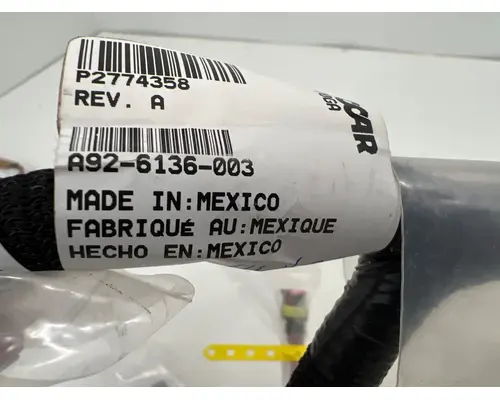 P2774358
REV. A
A92-6136-003
MADE IN:MEXICO
FABRIQUÉ AU:MEXIQUE
HECHO EN:MEXICO